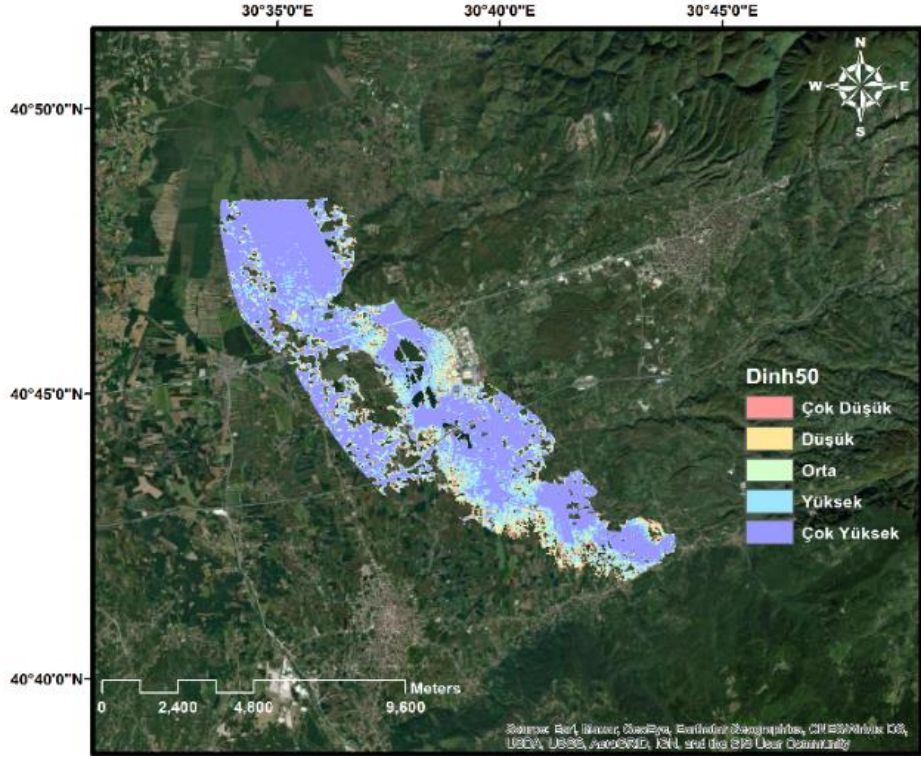 30°35'0"E 30°40'0"E 30°45'0"E
N
W E
S
40°50'0"N
40°45'0"N
40°40'0"N
Dinh50
Çok Düşük
Düşük
Orta
Yüksek
Çok Yüksek
Meters
0 2,400 4,800 9,600
Source: Esri, Maxar, GeoEye, Earthstar Geographics, CNES/Airbus DS,
USDA, USGS, AeroGRID, IGN, and the GIS User Community